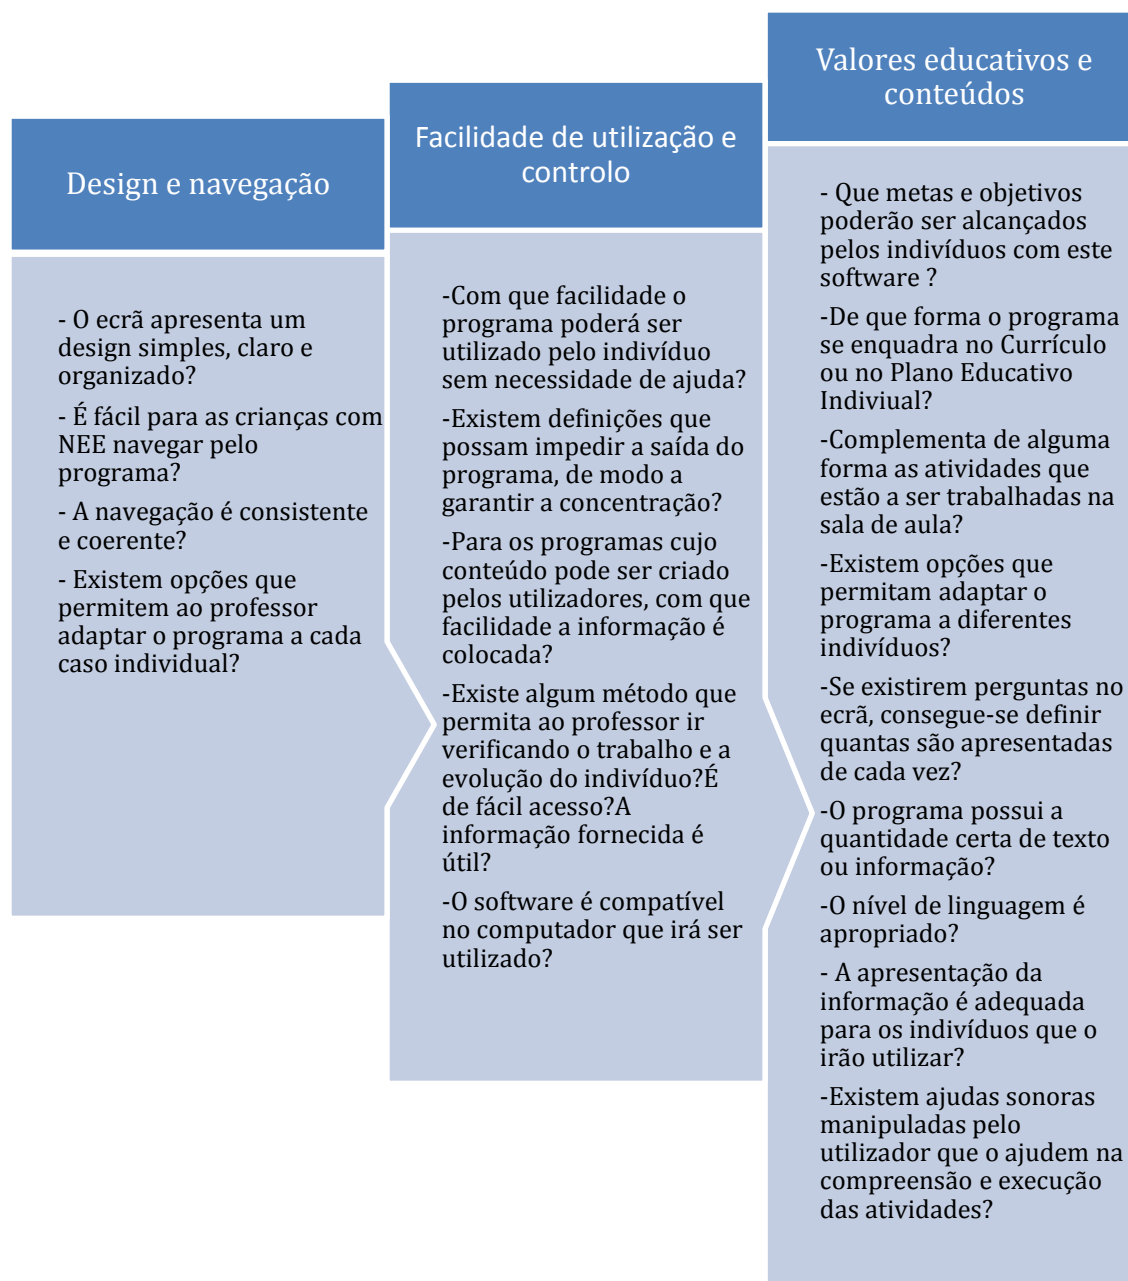 Design e navegação
- O ecrã apresenta um
design simples, claro e
organizado?
- É fácil para as crianças com
NEE navegar pelo
programa?
- A navegação é consistente
e coerente?
- Existem opções que
permitem ao professor
adaptar o programa a cada
caso individual?
Facilidade de utilização e
controlo
-Com que facilidade o
programa poderá ser
utilizado pelo indivíduo
sem necessidade de ajuda?
-Existem definições que
possam impedir a saída do
programa, de modo a
garantir a concentração?
-Para os programas cujo
conteúdo pode ser criado
pelos utilizadores, com que
facilidade a informação é
colocada?
-Existe algum método que
permita ao professor ir
verificando o trabalho e a
evolução do indivíduo?É
de fácil acesso?A
informação fornecida é
útil?
-O software é compatível
no computador que irá ser
utilizado?
Valores educativos e
conteúdos
- Que metas e objetivos
poderão ser alcançados
pelos indivíduos com este
software ?
-De que forma o programa
se enquadra no Currículo
ou no Plano Educativo
Indiviual?
-Complementa de alguma
forma as atividades que
estão a ser trabalhadas na
sala de aula?
-Existem opções que
permitam adaptar o
programa a diferentes
indivíduos?
-Se existirem perguntas no
ecrã, consegue-se definir
quantas são apresentadas
de cada vez?
-O programa possui a
quantidade certa de texto
ou informação?
-O nível de linguagem é
apropriado?
- A apresentação da
informação é adequada
para os indivíduos que o
irão utilizar?
-Existem ajudas sonoras
manipuladas pelo
utilizador que o ajudem na
compreensão e execução
das atividades?